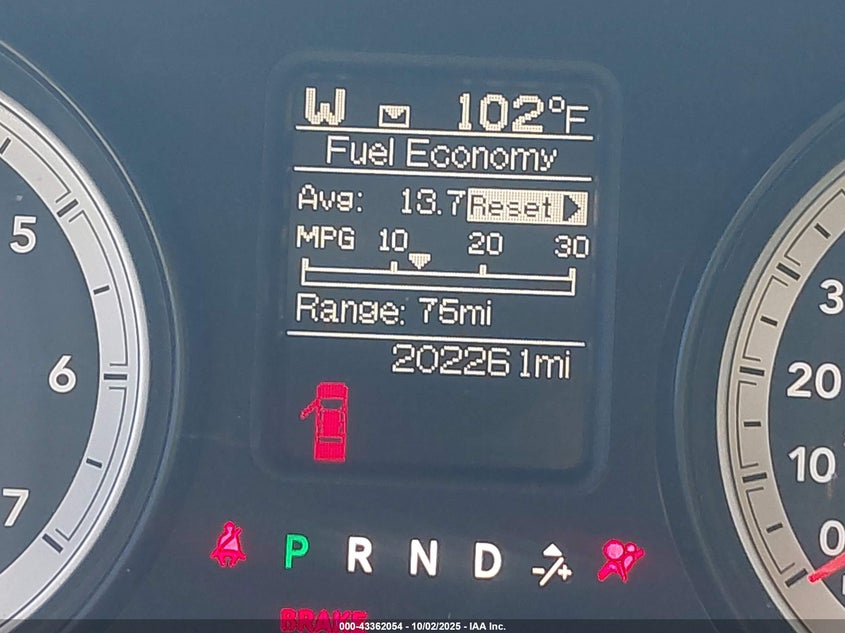 W 102°F
Fuel Economy
Avg: 13.7 Reset
MPG 10 20 30
Range: 75mi
202261mi
5
6
7
3
20
10
0
P R N D -/+
BRAKE
000-43362054 - 10/02/2025 - IAA Inc.